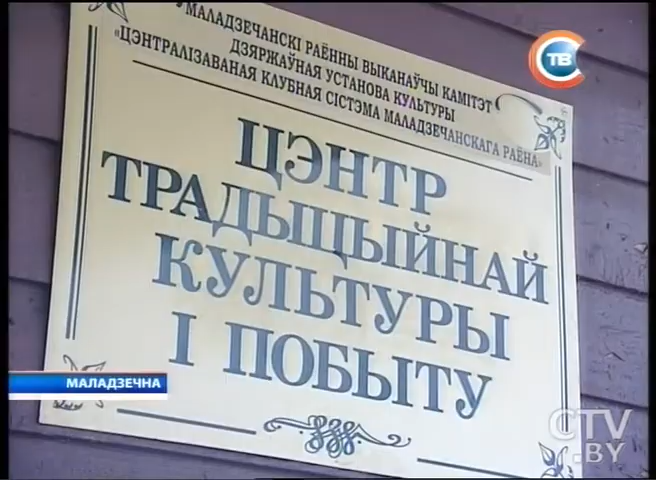 МАЛАДЗЕЧАНСКІ РАЁННЫ ВЫКАНАЎЧЫ КАМІТЭТ
ДЗЯРЖАЎНАЯ УСТАНОВА КУЛЬТУРЫ
«ЦЭНТРАЛІЗАВАНАЯ КЛУБНАЯ СІСТЭМА МАЛАДЗЕЧАНСКАГА РАЁНА»
ЦЭНТР
ТРАДЫЦЫЙНАЙ
КУЛЬТУРЫ
І ПОБЫТУ
СТВ
МАЛАДЗЕЧНА
CTV
.BY